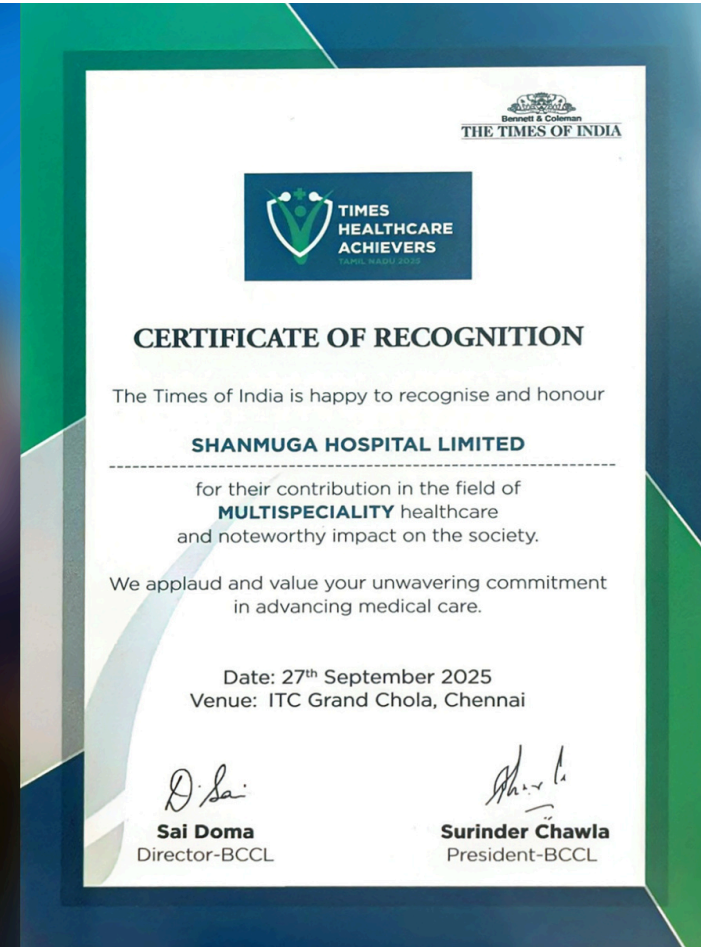 Bennett & Coleman
THE TIMES OF INDIA
TIMES
HEALTHCARE
ACHIEVERS
TAMIL NADU 2025
CERTIFICATE OF RECOGNITION
The Times of India is happy to recognise and honour
SHANMUGA HOSPITAL LIMITED
for their contribution in the field of
MULTISPECIALITY healthcare
and noteworthy impact on the society.
We applaud and value your unwavering commitment
in advancing medical care.
Date: 27th September 2025
Venue: ITC Grand Chola, Chennai
D. Sai
Sai Doma
Surinder Chawla
Director-BCCL
President-BCCL